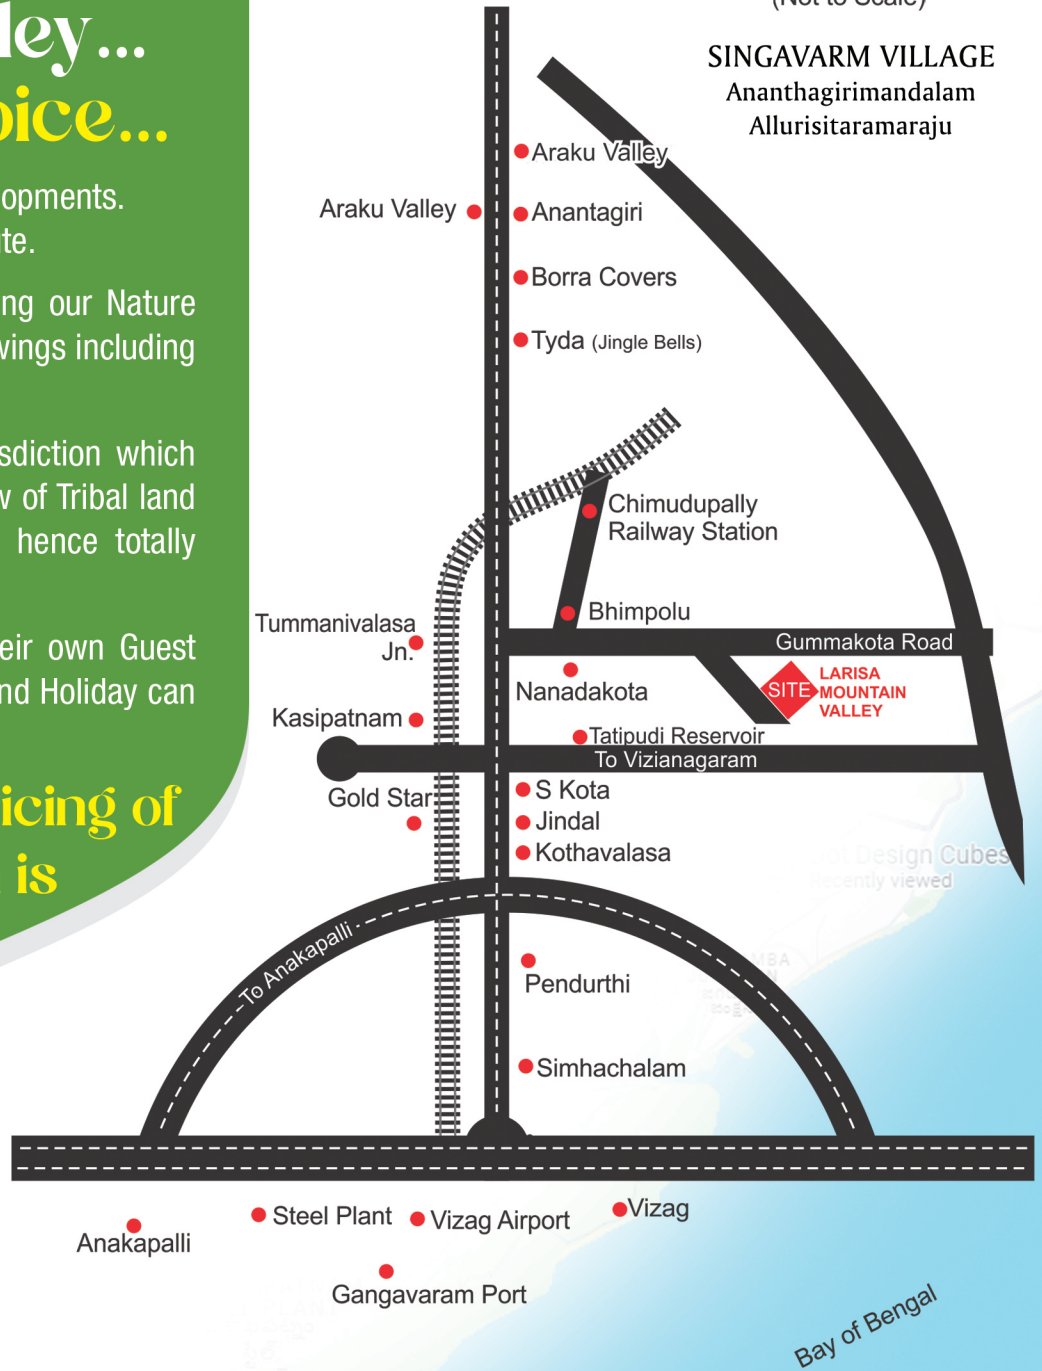 ley...
oice...
opments.
ute.
ing our Nature
wings including
isdiction which
w of Tribal land
hence totally
eir own Guest
nd Holiday can
icing of
is
(Not to Scale)
SINGAVARM VILLAGE
Ananthagirimandalam
Allurisitaramaraju
Araku Valley
Araku Valley
Anantagiri
Borra Covers
Tyda (Jingle Bells)
Chimudupally
Railway Station
Bhimpolu
Tummanivalasa
Jn.
Gummakota Road
Nanadakota
SITE
LARISA
MOUNTAIN
VALLEY
Kasipatnam
Tatipudi Reservoir
To Vizianagaram
Gold Star
S Kota
Jindal
Kothavalasa
Design Cubes
Recently viewed
To Anakapalli
Pendurthi
Simhachalam
Steel Plant
Vizag Airport
Vizag
Anakapalli
Gangavaram Port
Bay of Bengal